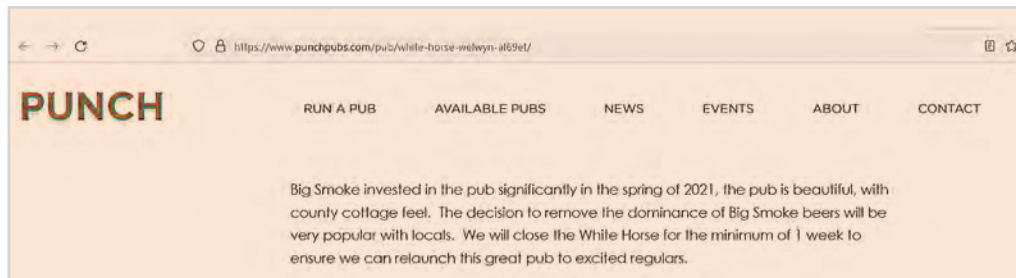 https://www.punchpubs.com/pub/white-horse-welwyn-al69et/
PUNCH RUN A PUB AVAILABLE PUBS NEWS EVENTS ABOUT CONTACT
Big Smoke invested in the pub significantly in the spring of 2021, the pub is beautiful, with
county cottage feel. The decision to remove the dominance of Big Smoke beers will be
very popular with locals. We will close the White Horse for the minimum of 1 week to
ensure we can relaunch this great pub to excited regulars.